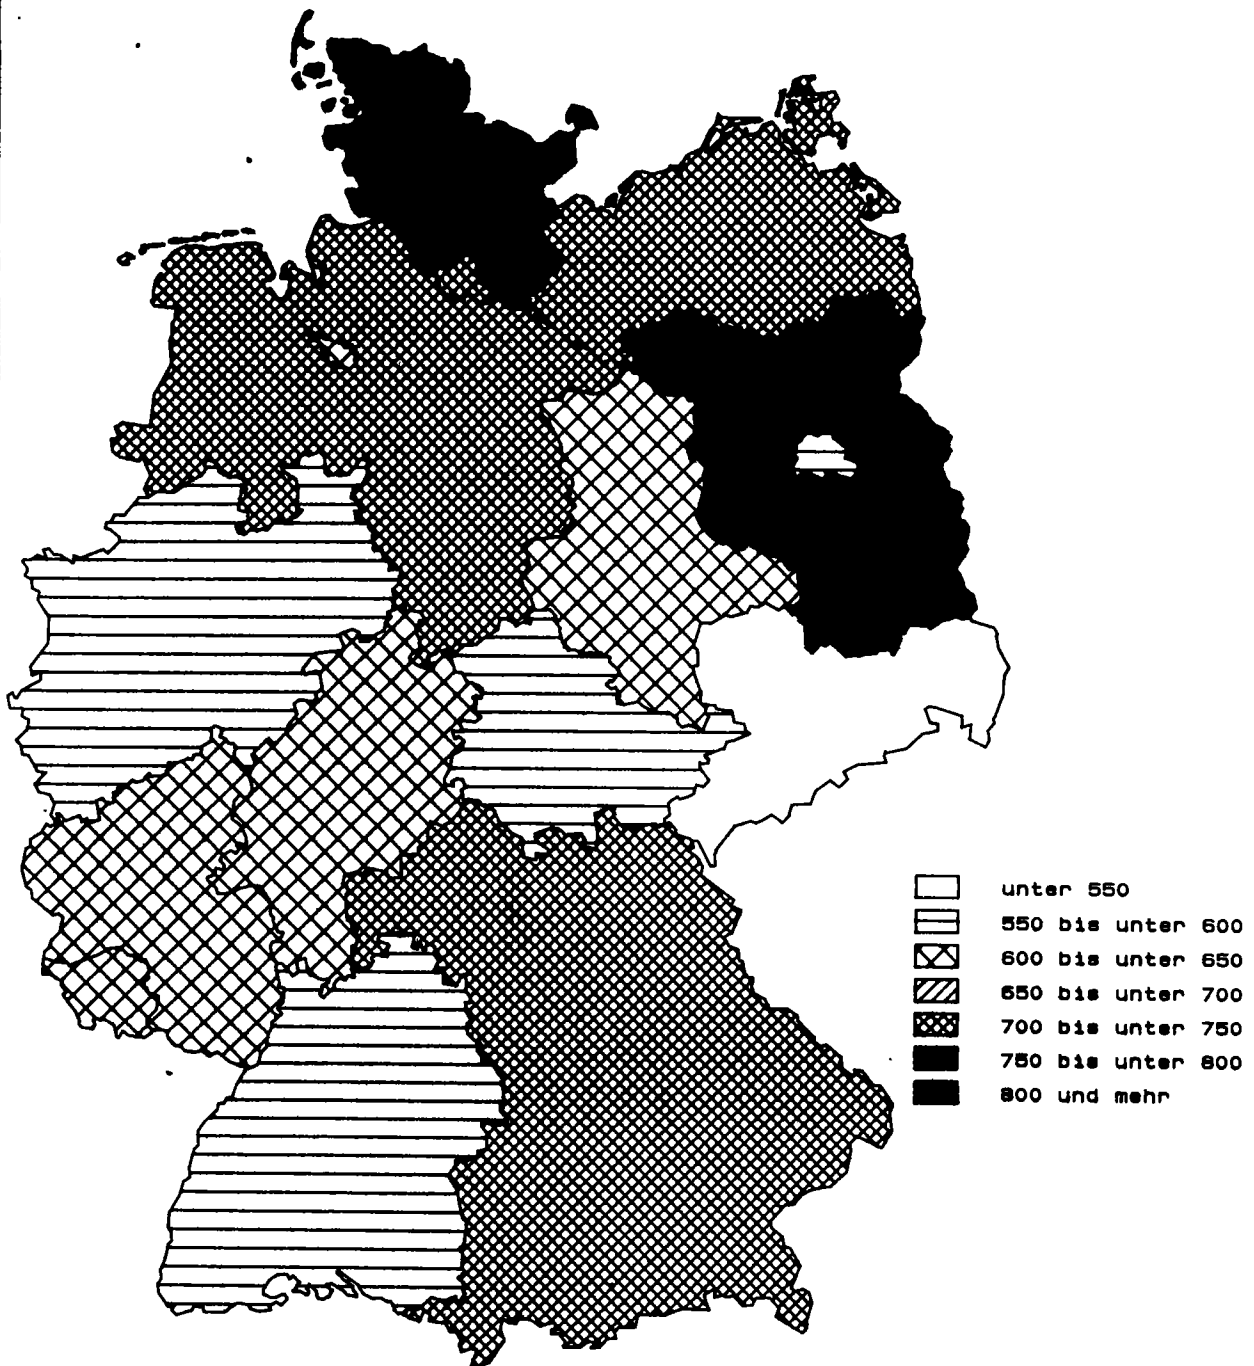 unter 550
550 bis unter 600
600 bis unter 650
650 bis unter 700
700 bis unter 750
750 bis unter 800
800 und mehr